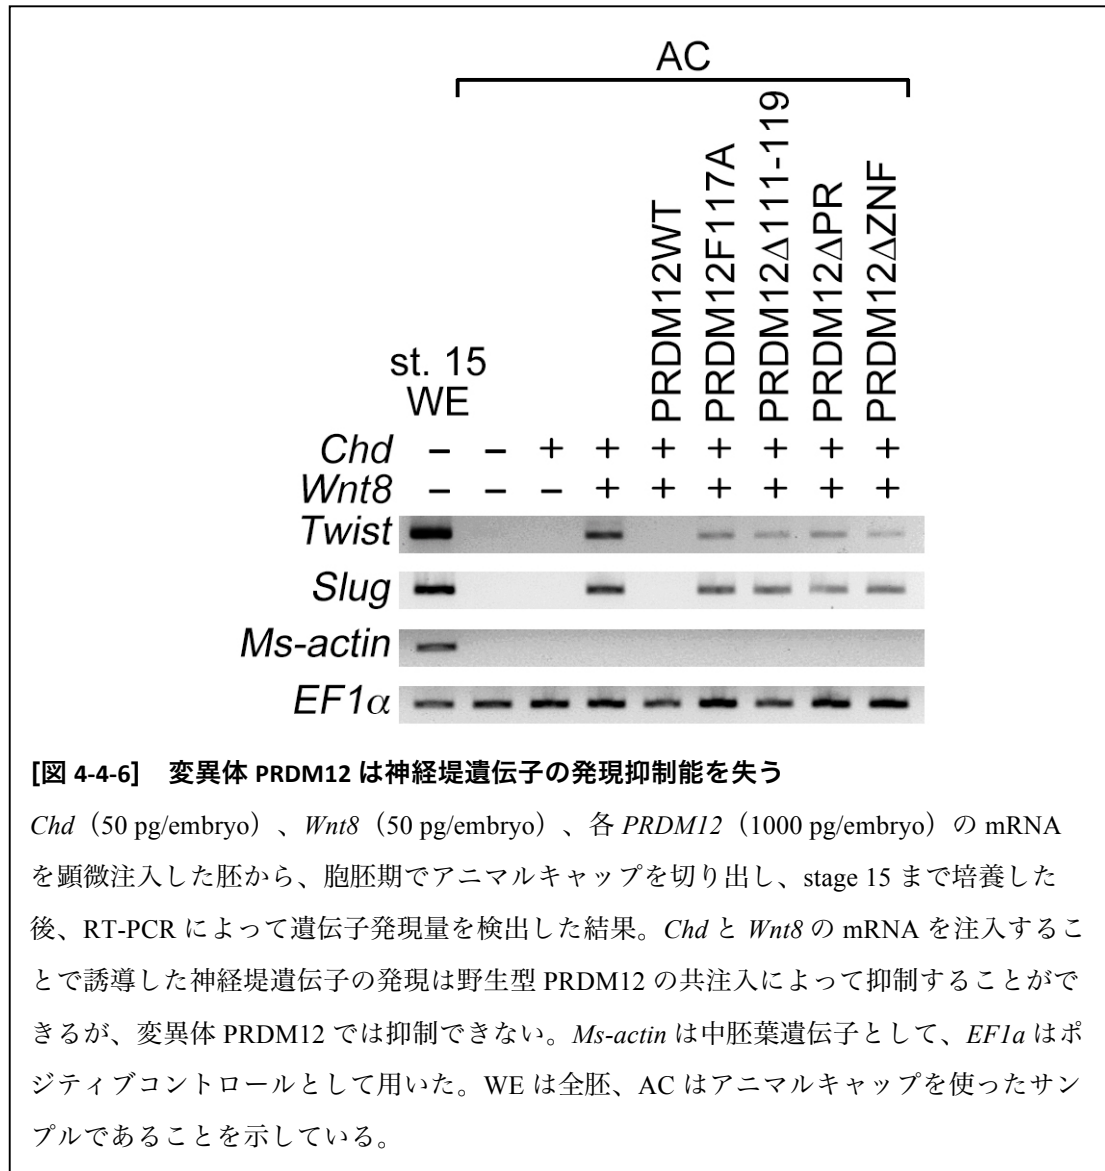 AC
PRDM12WT
PRDM12F117A
PRDM12Δ111-119
PRDM12ΔPR
PRDM12ΔZNF
st. 15
WE
Chd − − + + + + + + +
Wnt8 − − − + + + + + +
Twist
Slug
Ms-actin
EF1α
[図 4-4-6] 変異体 PRDM12 は神経堤遺伝子の発現抑制能を失う
Chd（50 pg/embryo）、Wnt8（50 pg/embryo）、各 PRDM12（1000 pg/embryo）の mRNA
を顕微注入した胚から、胞胚期でアニマルキャップを切り出し、stage 15 まで培養した
後、RT-PCR によって遺伝子発現量を検出した結果。Chd と Wnt8 の mRNA を注入するこ
とで誘導した神経堤遺伝子の発現は野生型 PRDM12 の共注入によって抑制することがで
きるが、変異体 PRDM12 では抑制できない。Ms-actin は中胚葉遺伝子として、EF1a はポ
ジティブコントロールとして用いた。WE は全胚、AC はアニマルキャップを使ったサン
プルであることを示している。